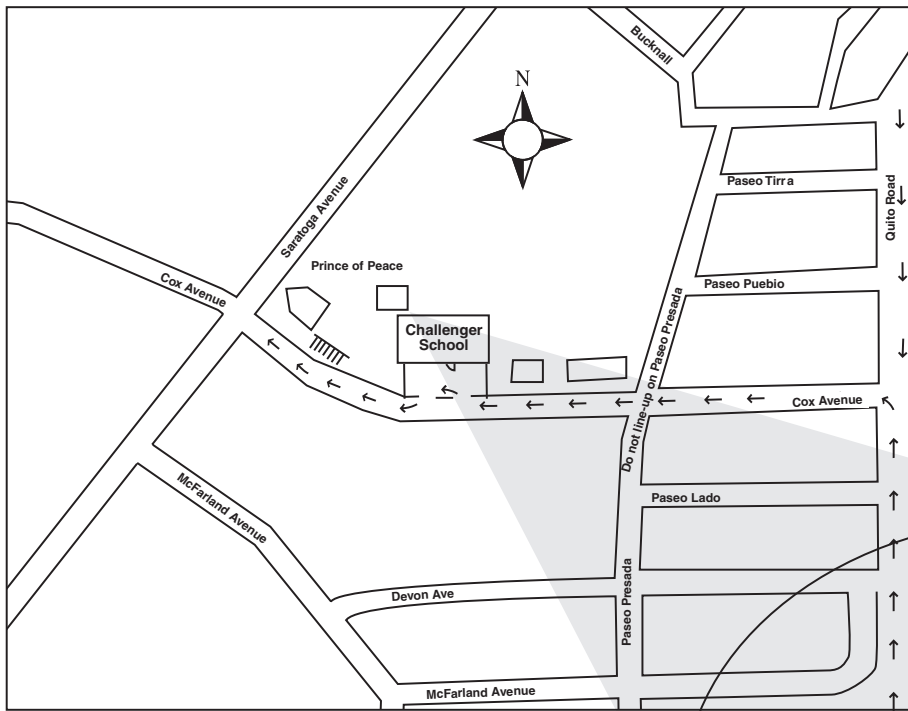 Bucknall
N
Paseo Tirra
Quito Road
Saratoga Avenue
Prince of Peace
Cox Avenue
Paseo Puebio
Challenger
School
Do not line-up on Paseo Presada
Cox Avenue
McFarland Avenue
Paseo Lado
Devon Ave
Paseo Presada
McFarland Avenue